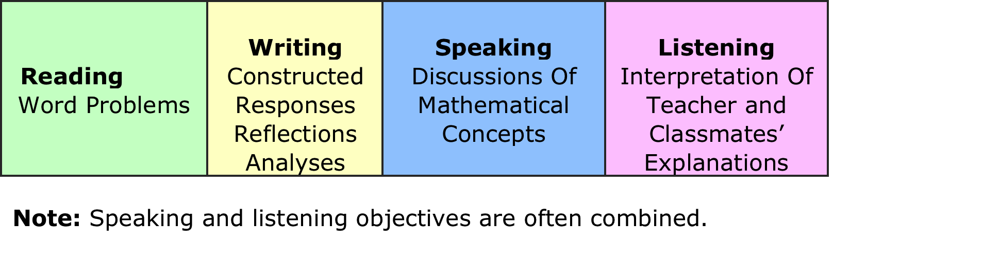 Reading
Word Problems
Writing
Constructed
Responses
Reflections
Analyses
Speaking
Discussions Of
Mathematical
Concepts
Listening
Interpretation Of
Teacher and
Classmates’
Explanations
Note: Speaking and listening objectives are often combined.